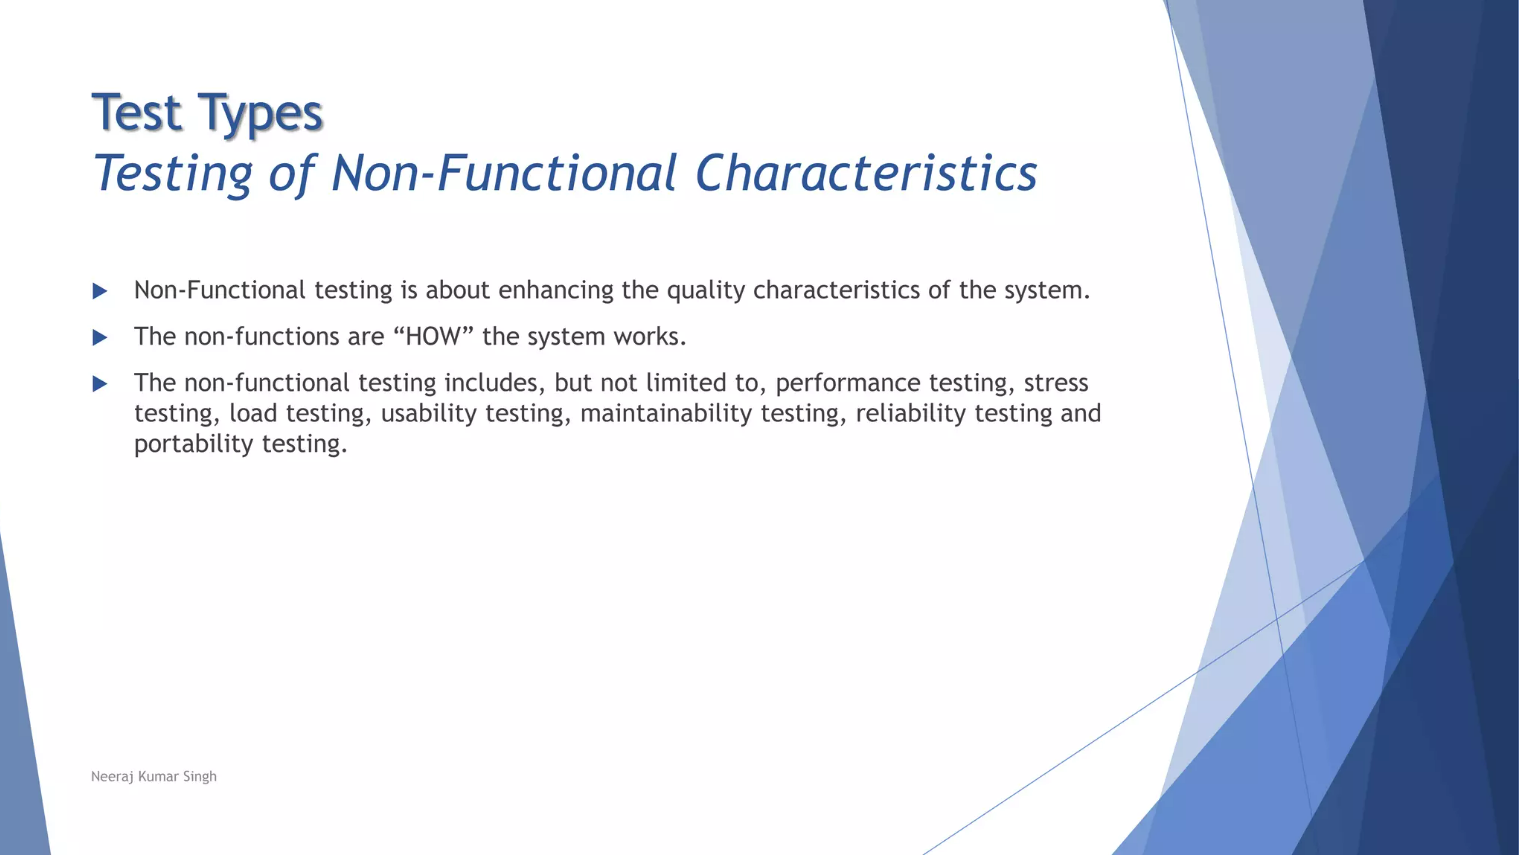 Test Types
Testing of Non-Functional Characteristics
Non-Functional testing is about enhancing the quality characteristics of the system.
The non-functions are “HOW” the system works.
The non-functional testing includes, but not limited to, performance testing, stress
testing, load testing, usability testing, maintainability testing, reliability testing and
portability testing.
Neeraj Kumar Singh